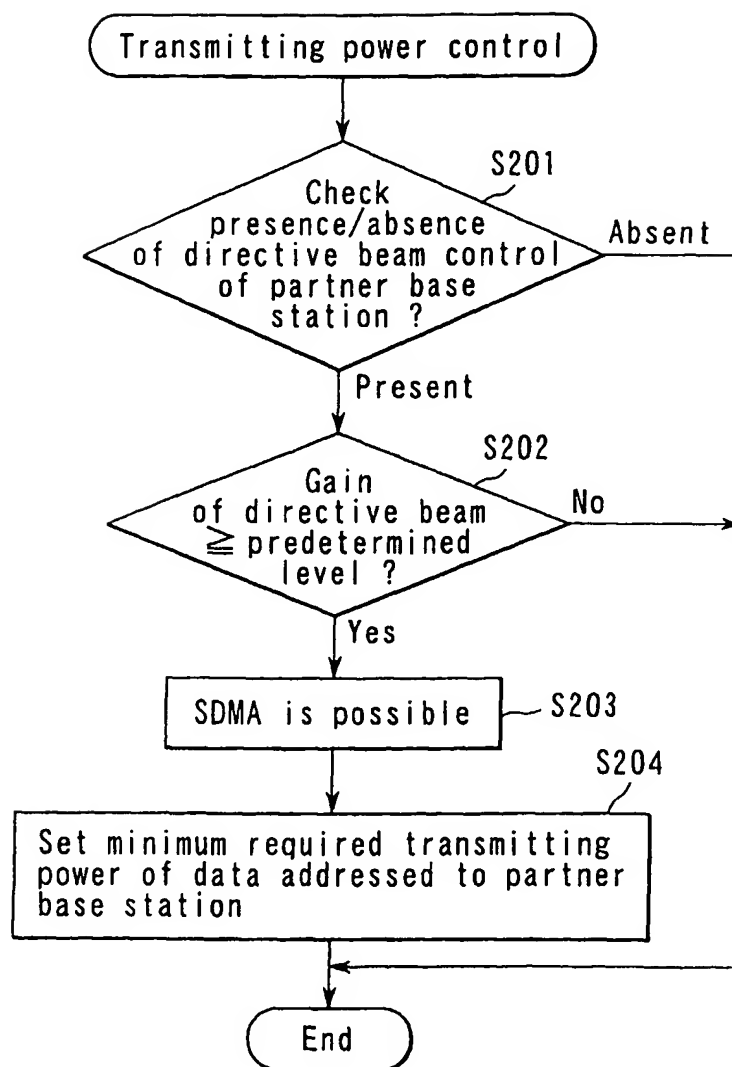 Transmitting power control
S201
Check
presence/absence
of directive beam control
of partner base
station ?
Absent
Present
S202
Gain
of directive beam
≧ predetermined
level ?
No
Yes
SDMA is possible
S203
S204
Set minimum required transmitting
power of data addressed to partner
base station
End